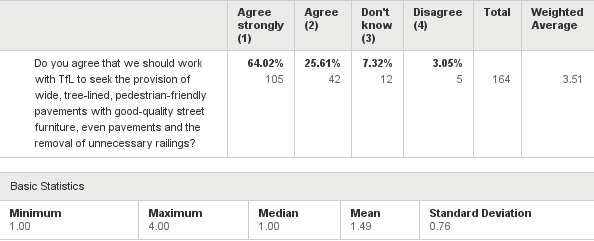 Agree strongly (1) Agree (2) Don't know (3) Disagree (4) Total Weighted Average
Do you agree that we should work
with TfL to seek the provision of
wide, tree-lined, pedestrian-friendly
pavements with good-quality street
furniture, even pavements and the
removal of unnecessary railings?
64.02% 25.61% 7.32% 3.05%
105 42 12 5 164 3.51
Basic Statistics
Minimum Maximum Median Mean Standard Deviation
1.00 4.00 1.00 1.49 0.76